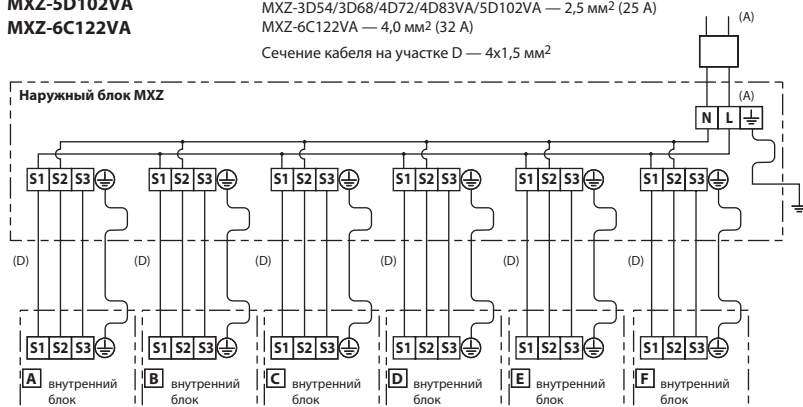 MXZ-5D102VA
MXZ-6C122VA
MXZ-3D54/3D68/4D72/4D83VA/5D102VA — 2,5 мм² (25 А)
MXZ-6C122VA — 4,0 мм² (32 А)
Сечение кабеля на участке D — 4x1,5 мм²
(A)
Наружный блок MXZ
(A)
N L
S1 S2 S3 S1 S2 S3 S1 S2 S3 S1 S2 S3 S1 S2 S3 S1 S2 S3
(D) (D) (D) (D) (D) (D)
S1 S2 S3 S1 S2 S3 S1 S2 S3 S1 S2 S3 S1 S2 S3 S1 S2 S3
A внутренний B внутренний C внутренний D внутренний E внутренний F внутренний
блок блок блок блок блок блок